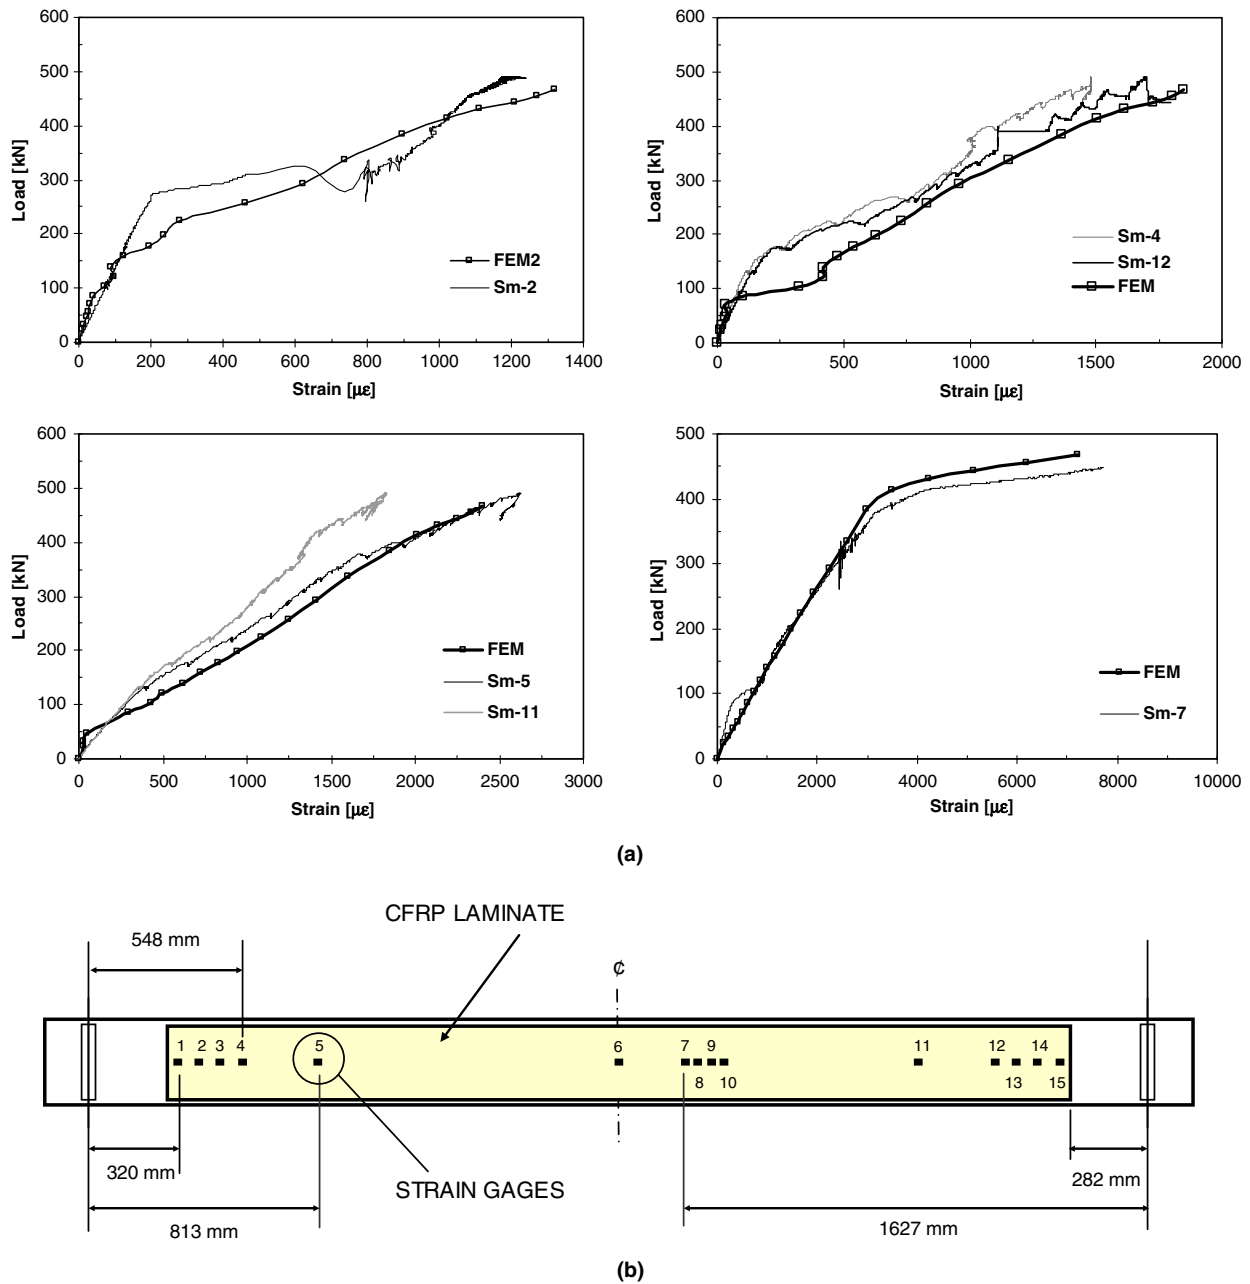 600
500
400
300
200
100
0
Load [kN]
FEM2
Sm-2
0 200 400 600 800 1000 1200 1400
Strain [με]
600
500
400
300
200
100
0
Load [kN]
Sm-4
Sm-12
FEM
0 500 1000 1500 2000
Strain [με]
600
500
400
300
200
100
0
Load [kN]
FEM
Sm-5
Sm-11
0 500 1000 1500 2000 2500 3000
Strain [με]
500
400
300
200
100
0
Load [kN]
FEM
Sm-7
0 2000 4000 6000 8000 10000
Strain [με]
(a)
CFRP LAMINATE
548 mm
¢
1 2 3 4 5 6 7 9 11 12 14
8 10 13 15
320 mm
STRAIN GAGES
282 mm
813 mm
1627 mm
(b)